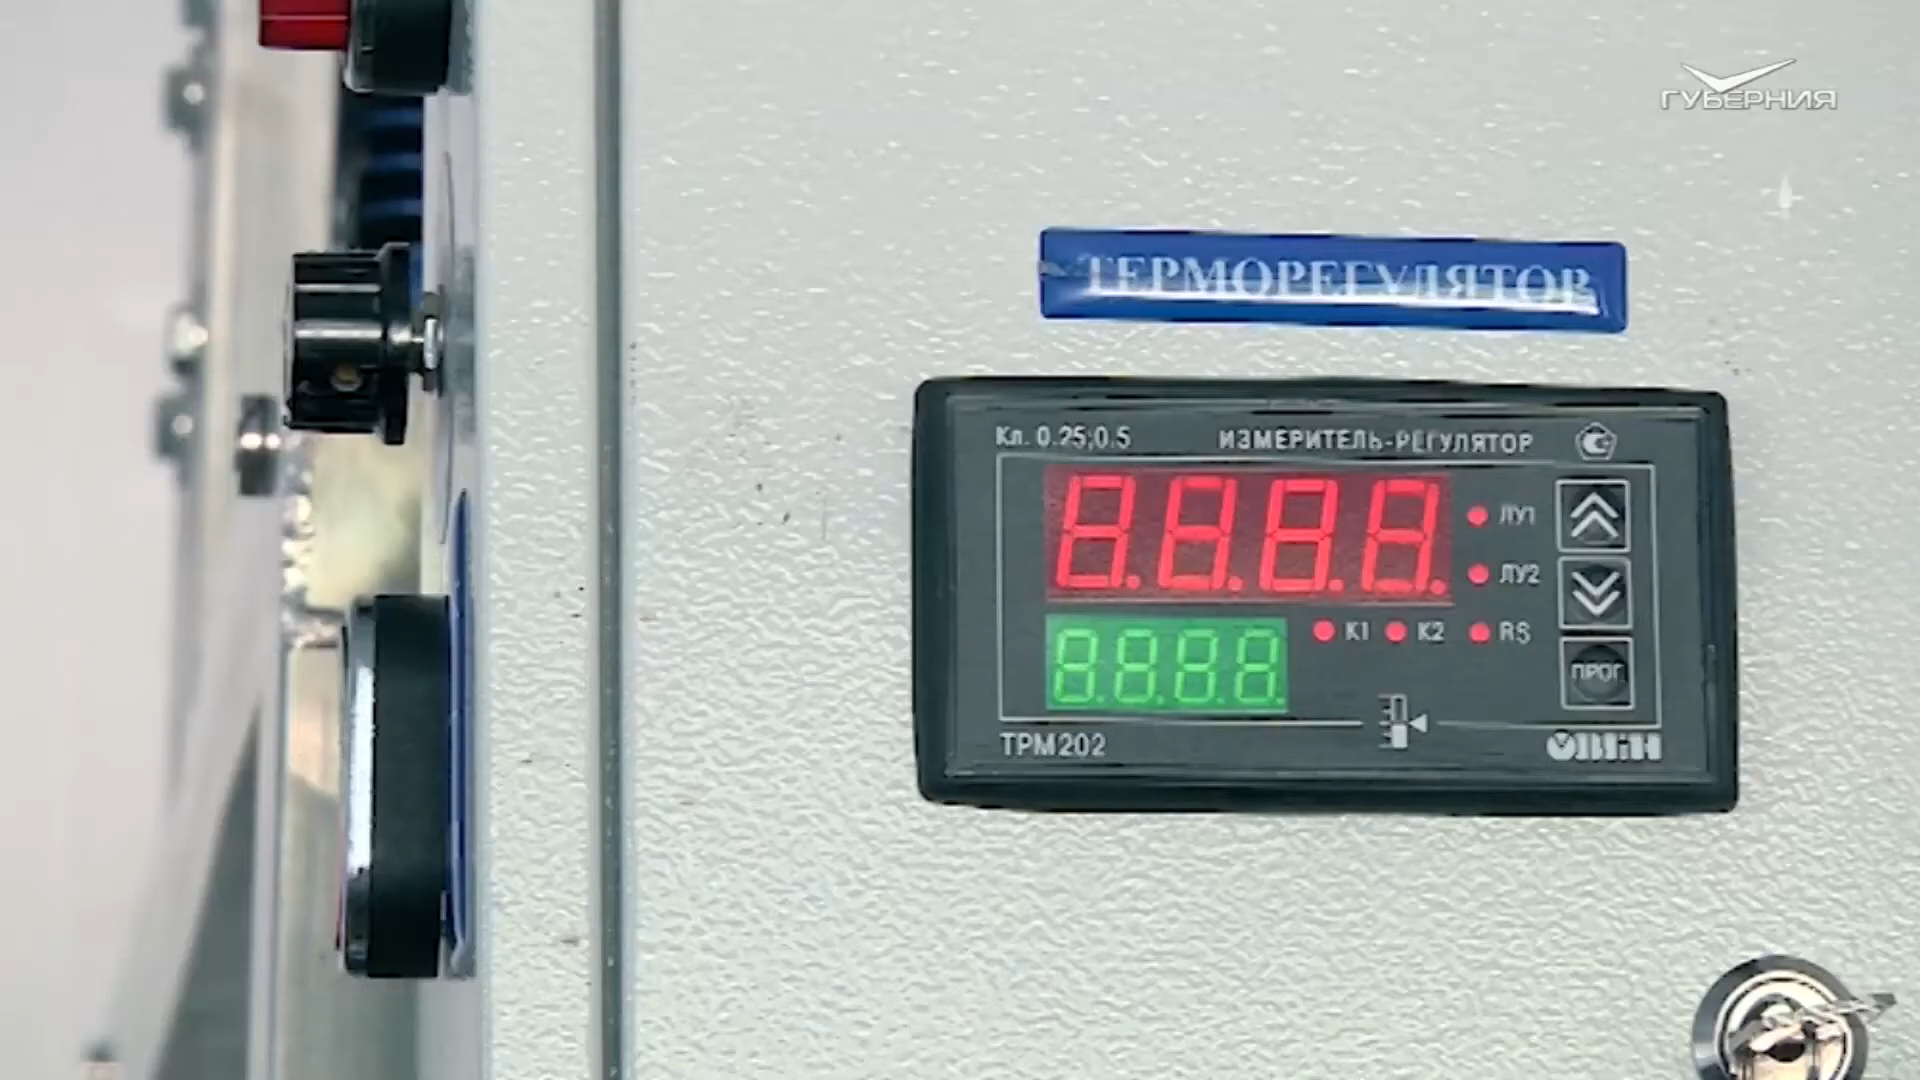 ГУБЕРНИЯ
ТЕРМОРЕГУЛЯТОР
Кл. 0.25;0.5 ИЗМЕРИТЕЛЬ-РЕГУЛЯТОР
8.8.8.8. ЛУ1
ЛУ2
8.8.8.8. К1 К2 RS
ПРОГ
ТРМ202 ОВЕН